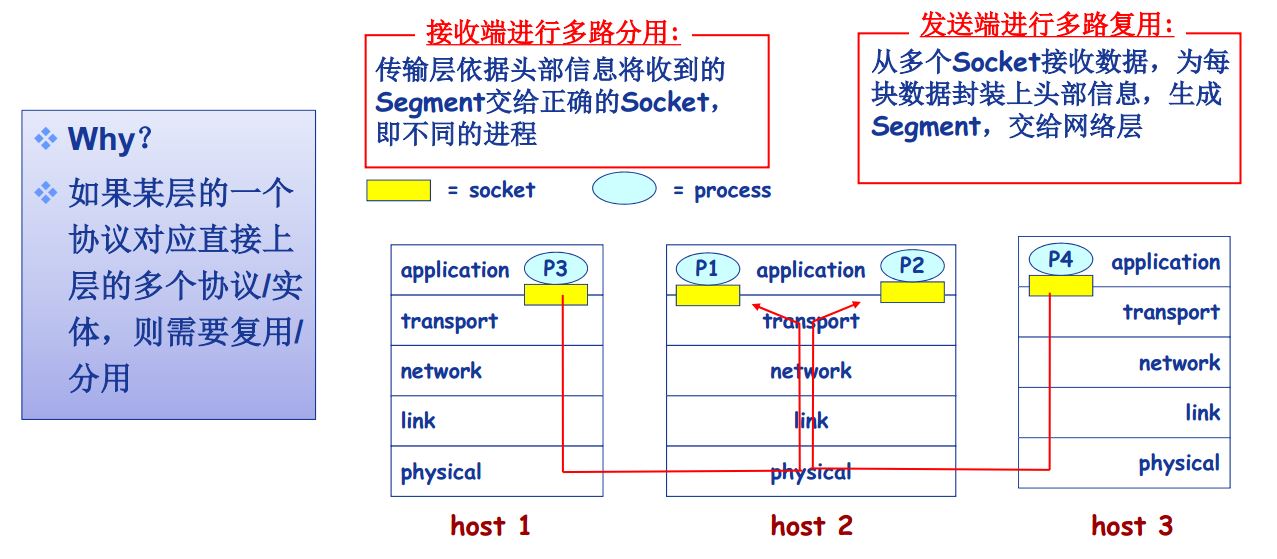 Why？
如果某层的一个
协议对应直接上
层的多个协议/实
体，则需要复用/
分用
接收端进行多路分用:
传输层依据头部信息将收到的
Segment交给正确的Socket，
即不同的进程
发送端进行多路复用:
从多个Socket接收数据，为每
块数据封装上头部信息，生成
Segment，交给网络层
= socket
= process
application
P3
transport
network
link
physical
host 1
P1
application
P2
transport
network
link
physical
host 2
P4
application
transport
network
link
physical
host 3